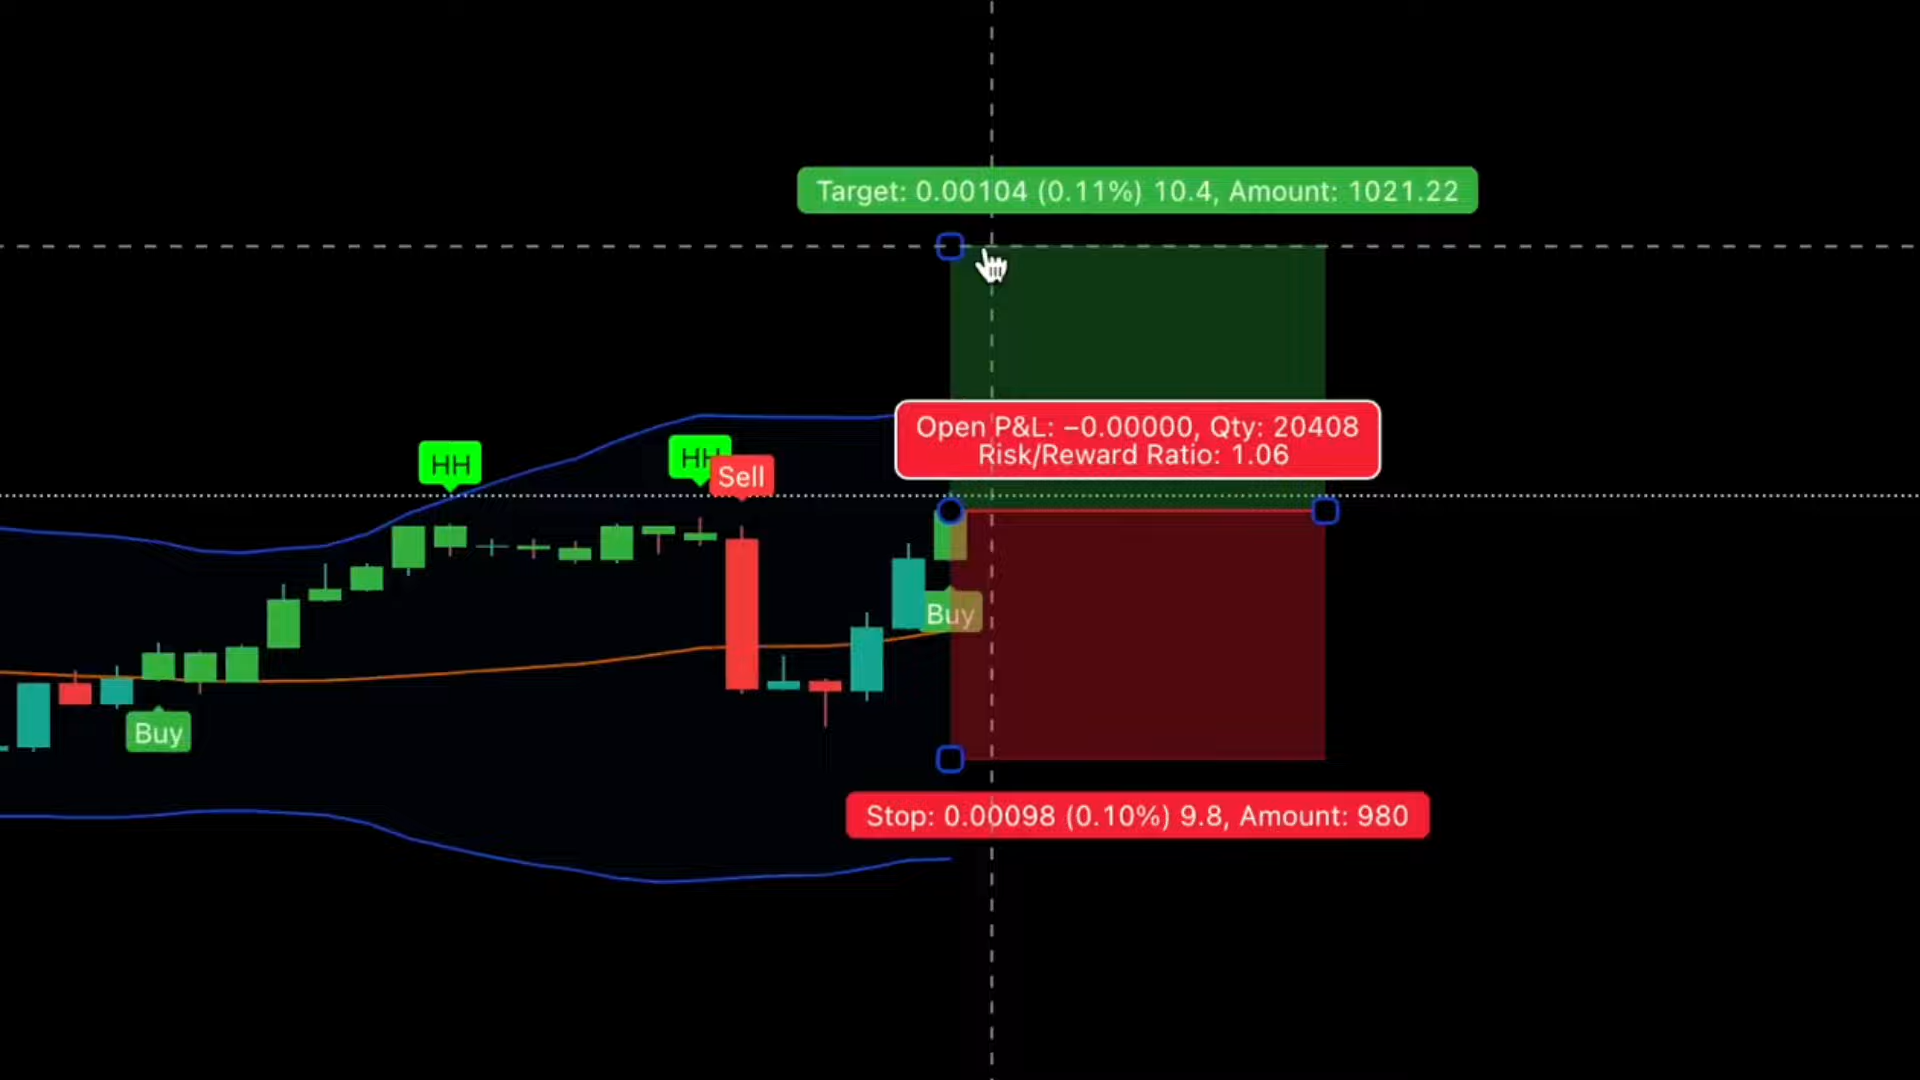 Target: 0.00104 (0.11%) 10.4, Amount: 1021.22
Open P&L: −0.00000, Qty: 20408
Risk/Reward Ratio: 1.06
HH
HH
Sell
Buy
Buy
Stop: 0.00098 (0.10%) 9.8, Amount: 980